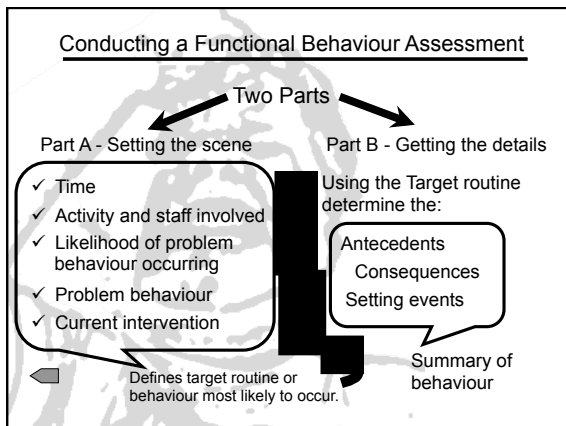 Conducting a Functional Behaviour Assessment
Two Parts
Part A - Setting the scene
✓ Time
✓ Activity and staff involved
✓ Likelihood of problem
behaviour occurring
✓ Problem behaviour
✓ Current intervention
Defines target routine or
behaviour most likely to occur.
Part B - Getting the details
Using the Target routine
determine the:
Antecedents
Consequences
Setting events
Summary of
behaviour